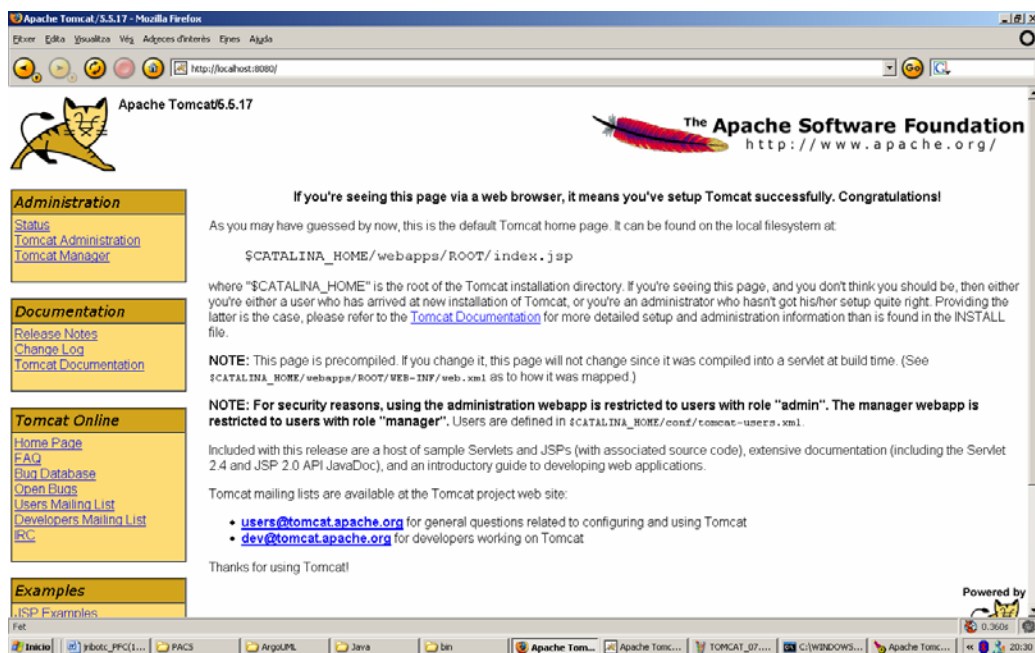 Apache Tomcat/5.5.17 - Mozilla Firefox
Fitxer Edita Visualitza Vés Adreces d'interès Eines Ajuda
http://localhost:8080/
Go
G
Apache Tomcat/5.5.17
The Apache Software Foundation
http://www.apache.org/
Administration
Status
Tomcat Administration
Tomcat Manager
Documentation
Release Notes
Change Log
Tomcat Documentation
Tomcat Online
Home Page
FAQ
Bug Database
Open Bugs
Users Mailing List
Developers Mailing List
IRC
Examples
JSP Examples
If you're seeing this page via a web browser, it means you've setup Tomcat successfully. Congratulations!
As you may have guessed by now, this is the default Tomcat home page. It can be found on the local filesystem at:
$CATALINA_HOME/webapps/ROOT/index.jsp
where "$CATALINA_HOME" is the root of the Tomcat installation directory. If you're seeing this page, and you don't think you should be, then either
you're either a user who has arrived at new installation of Tomcat, or you're an administrator who hasn't got his/her setup quite right. Providing the
latter is the case, please refer to the Tomcat Documentation for more detailed setup and administration information than is found in the INSTALL
file.
NOTE: This page is precompiled. If you change it, this page will not change since it was compiled into a servlet at build time. (See
$CATALINA_HOME/webapps/ROOT/WEB-INF/web.xml as to how it was mapped.)
NOTE: For security reasons, using the administration webapp is restricted to users with role "admin". The manager webapp is
restricted to users with role "manager". Users are defined in $CATALINA_HOME/conf/tomcat-users.xml.
Included with this release are a host of sample Servlets and JSPs (with associated source code), extensive documentation (including the Servlet
2.4 and JSP 2.0 API JavaDoc), and an introductory guide to developing web applications.
Tomcat mailing lists are available at the Tomcat project web site:
• users@tomcat.apache.org for general questions related to configuring and using Tomcat
• dev@tomcat.apache.org for developers working on Tomcat
Thanks for using Tomcat!
Powered by
Fet
0.360s
Inicio
jribotc_PFC(1...
PACS
ArgoUML
Java
bin
Apache Tom...
Apache Tomc...
TOMCAT_07....
C:\WINDOWS...
Apache Tomc...
20:38